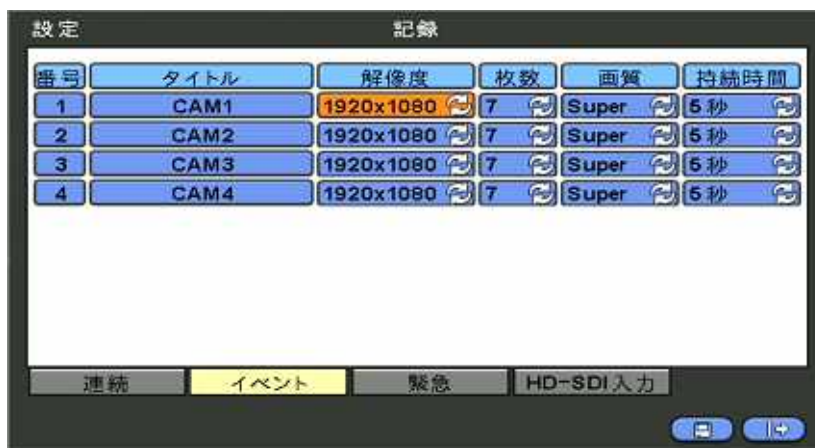 設定 記録
番号 タイトル 解像度 枚数 画質 持続時間
1 CAM1 1920x1080 7 Super 5 秒
2 CAM2 1920x1080 7 Super 5 秒
3 CAM3 1920x1080 7 Super 5 秒
4 CAM4 1920x1080 7 Super 5 秒
連続 イベント 緊急 HD-SDI入力